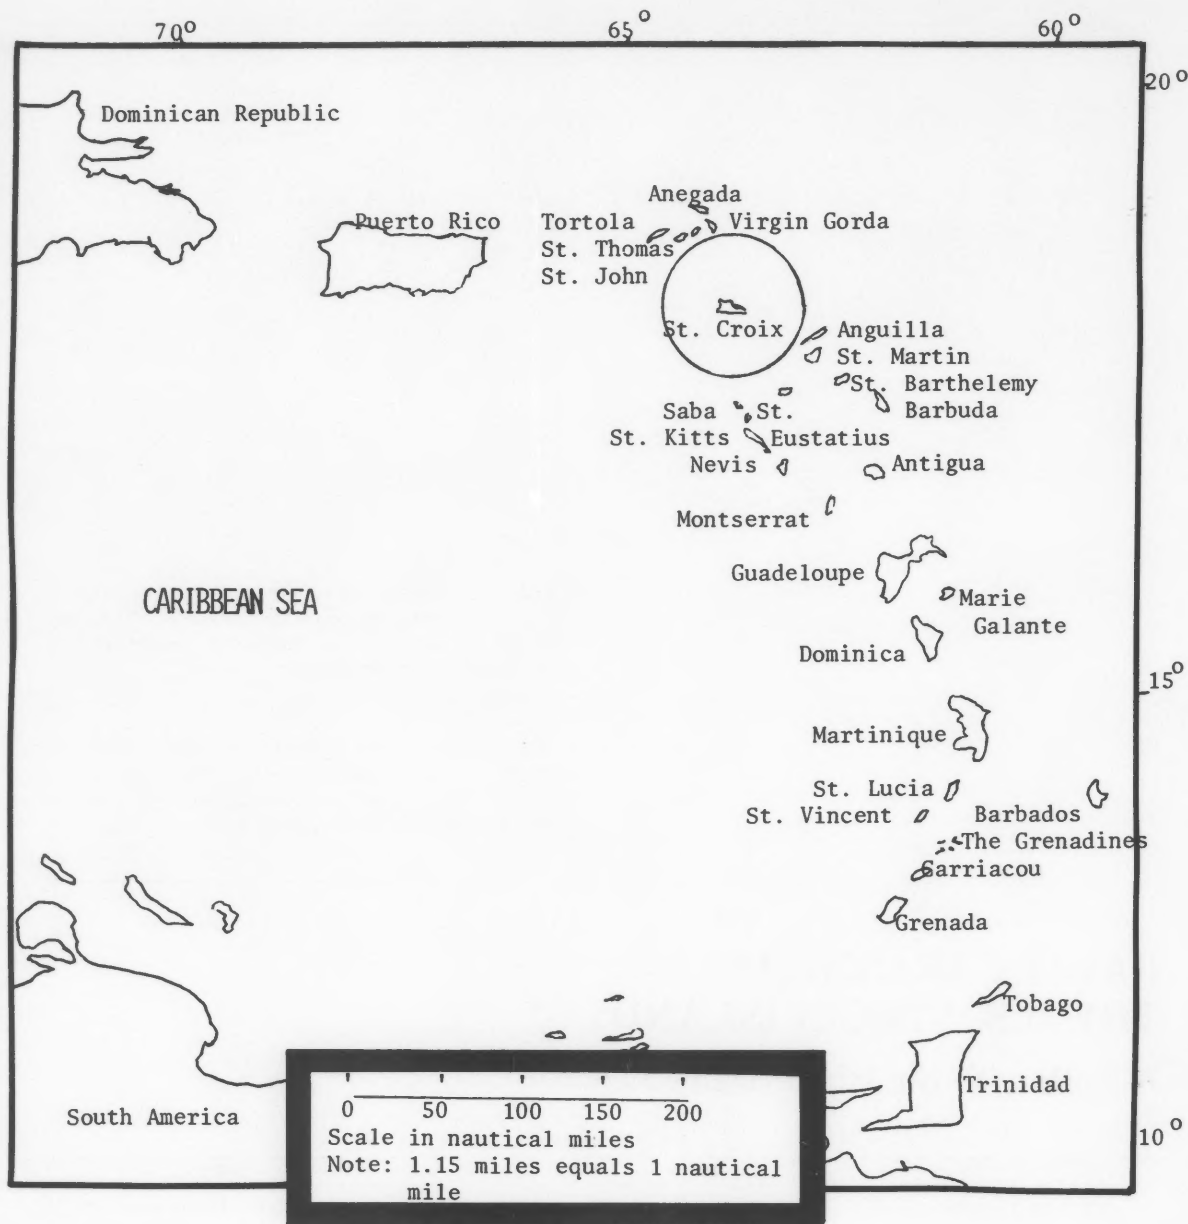 70° 65° 60°
20°
Dominican Republic
Anegada
Puerto Rico Tortola Virgin Gorda
St. Thomas
St. John
St. Croix Anguilla
St. Martin
St. Barthelemy
Saba St. Barbuda
St. Kitts Eustatius
Nevis Antigua
Montserrat
Guadeloupe
CARIBBEAN SEA Marie
Galante
Dominica
15°
Martinique
St. Lucia
St. Vincent Barbados
The Grenadines
Carriacou
Grenada
Tobago
Trinidad
South America
10°
0 50 100 150 200
Scale in nautical miles
Note: 1.15 miles equals 1 nautical
mile